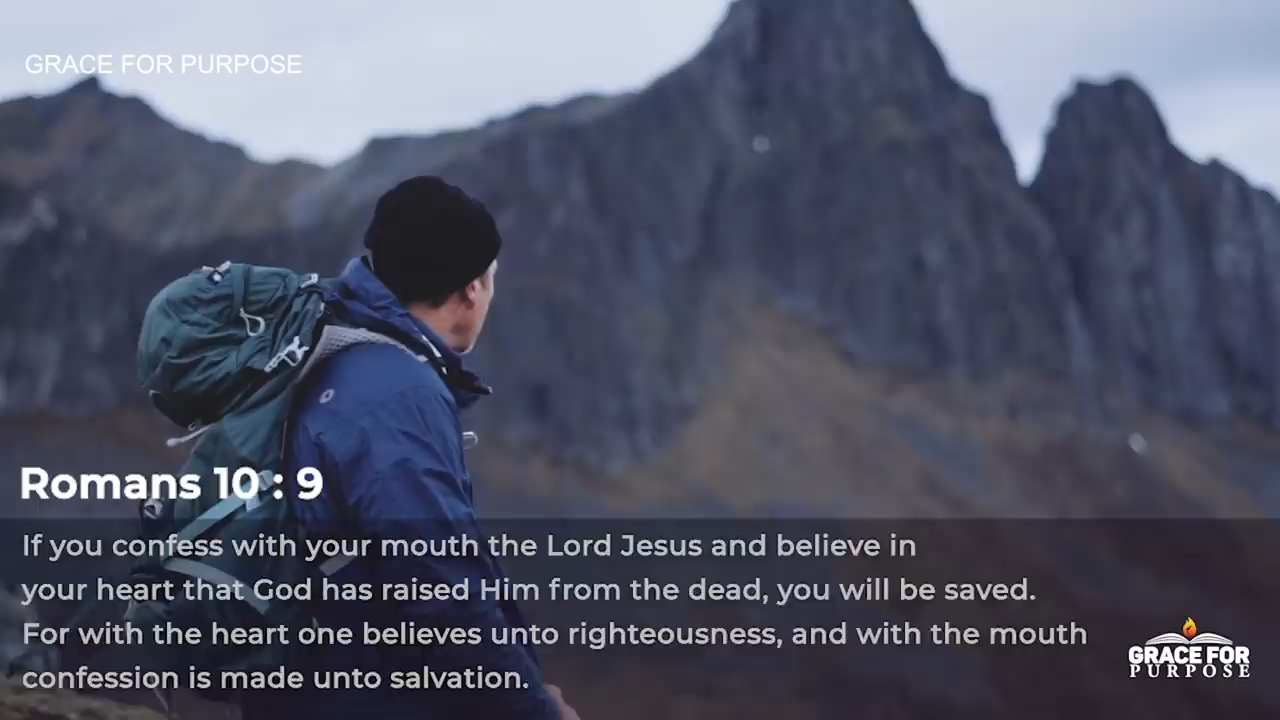 GRACE FOR PURPOSE
Romans 10 : 9
If you confess with your mouth the Lord Jesus and believe in
your heart that God has raised Him from the dead, you will be saved.
For with the heart one believes unto righteousness, and with the mouth
confession is made unto salvation.
GRACE FOR
PURPOSE